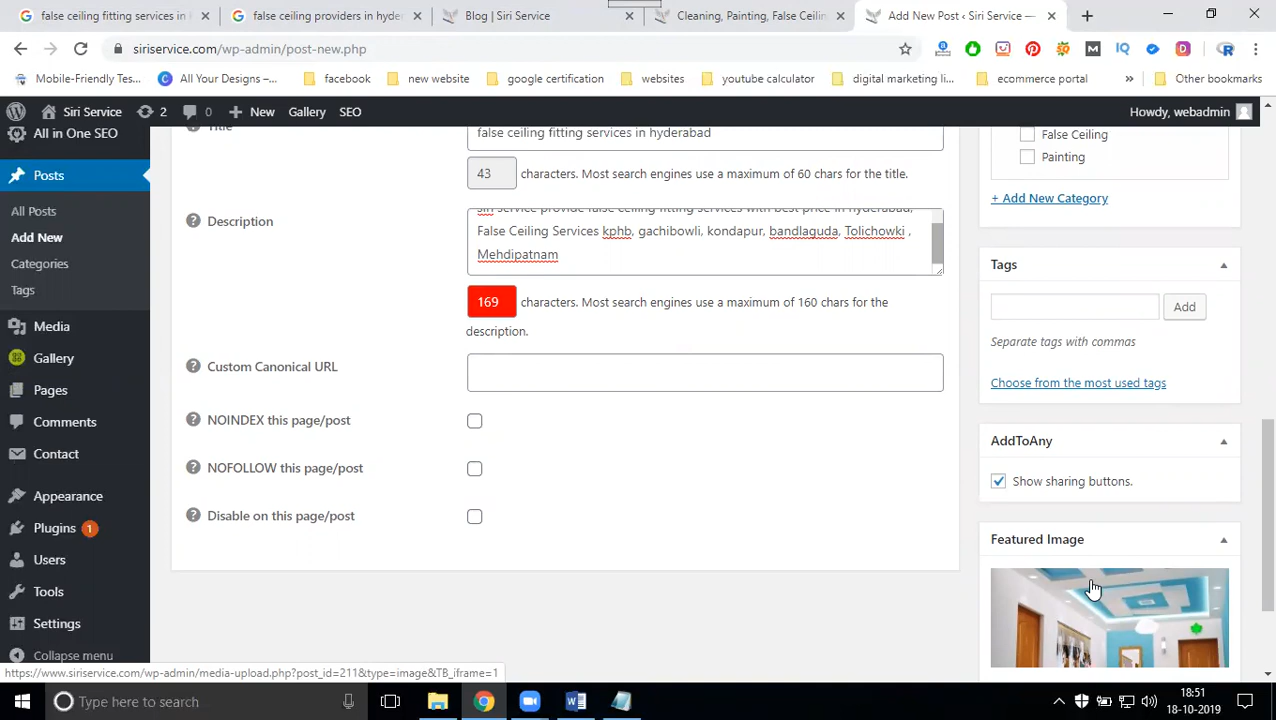 false ceiling fitting services in
false ceiling providers in hyde
Blog | Siri Service
Cleaning, Painting, False Ceilin
Add New Post ‹ Siri Service —
siriservice.com/wp-admin/post-new.php
Mobile-Friendly Tes...
All Your Designs –...
facebook
new website
google certification
websites
youtube calculator
digital marketing li...
ecommerce portal
»
Other bookmarks
Siri Service
2
0
+ New
Gallery
SEO
Howdy, webadmin
All in One SEO
Posts
All Posts
Add New
Categories
Tags
Media
Gallery
Pages
Comments
Contact
Appearance
Plugins 1
Users
Tools
Settings
Collapse menu
Title
false ceiling fitting services in hyderabad
43 characters. Most search engines use a maximum of 60 chars for the title.
Description
siri service provide false ceiling fitting services with best price in hyderabad,
False Ceiling Services kphb, gachibowli, kondapur, bandlaguda, Tolichowki ,
Mehdipatnam
169 characters. Most search engines use a maximum of 160 chars for the
description.
Custom Canonical URL
NOINDEX this page/post
NOFOLLOW this page/post
Disable on this page/post
False Ceiling
Painting
+ Add New Category
Tags
Add
Separate tags with commas
Choose from the most used tags
AddToAny
Show sharing buttons.
Featured Image
https://www.siriservice.com/wp-admin/media-upload.php?post_id=211&type=image&TB_iframe=1
Type here to search
18:51
18-10-2019